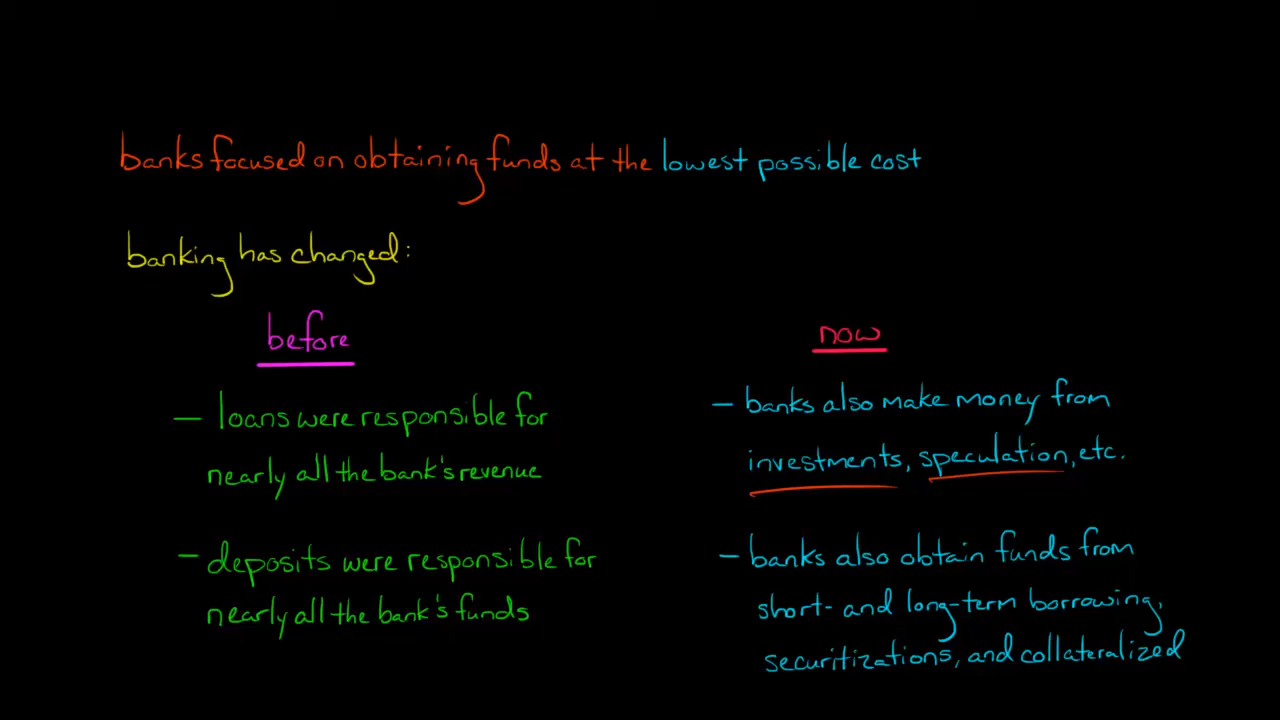 banks focused on obtaining funds at the lowest possible cost
banking has changed:
before
– loans were responsible for
nearly all the bank's revenue
– deposits were responsible for
nearly all the bank's funds
now
– banks also make money from
investments, speculation, etc.
– banks also obtain funds from
short- and long-term borrowing,
securitizations, and collateralized